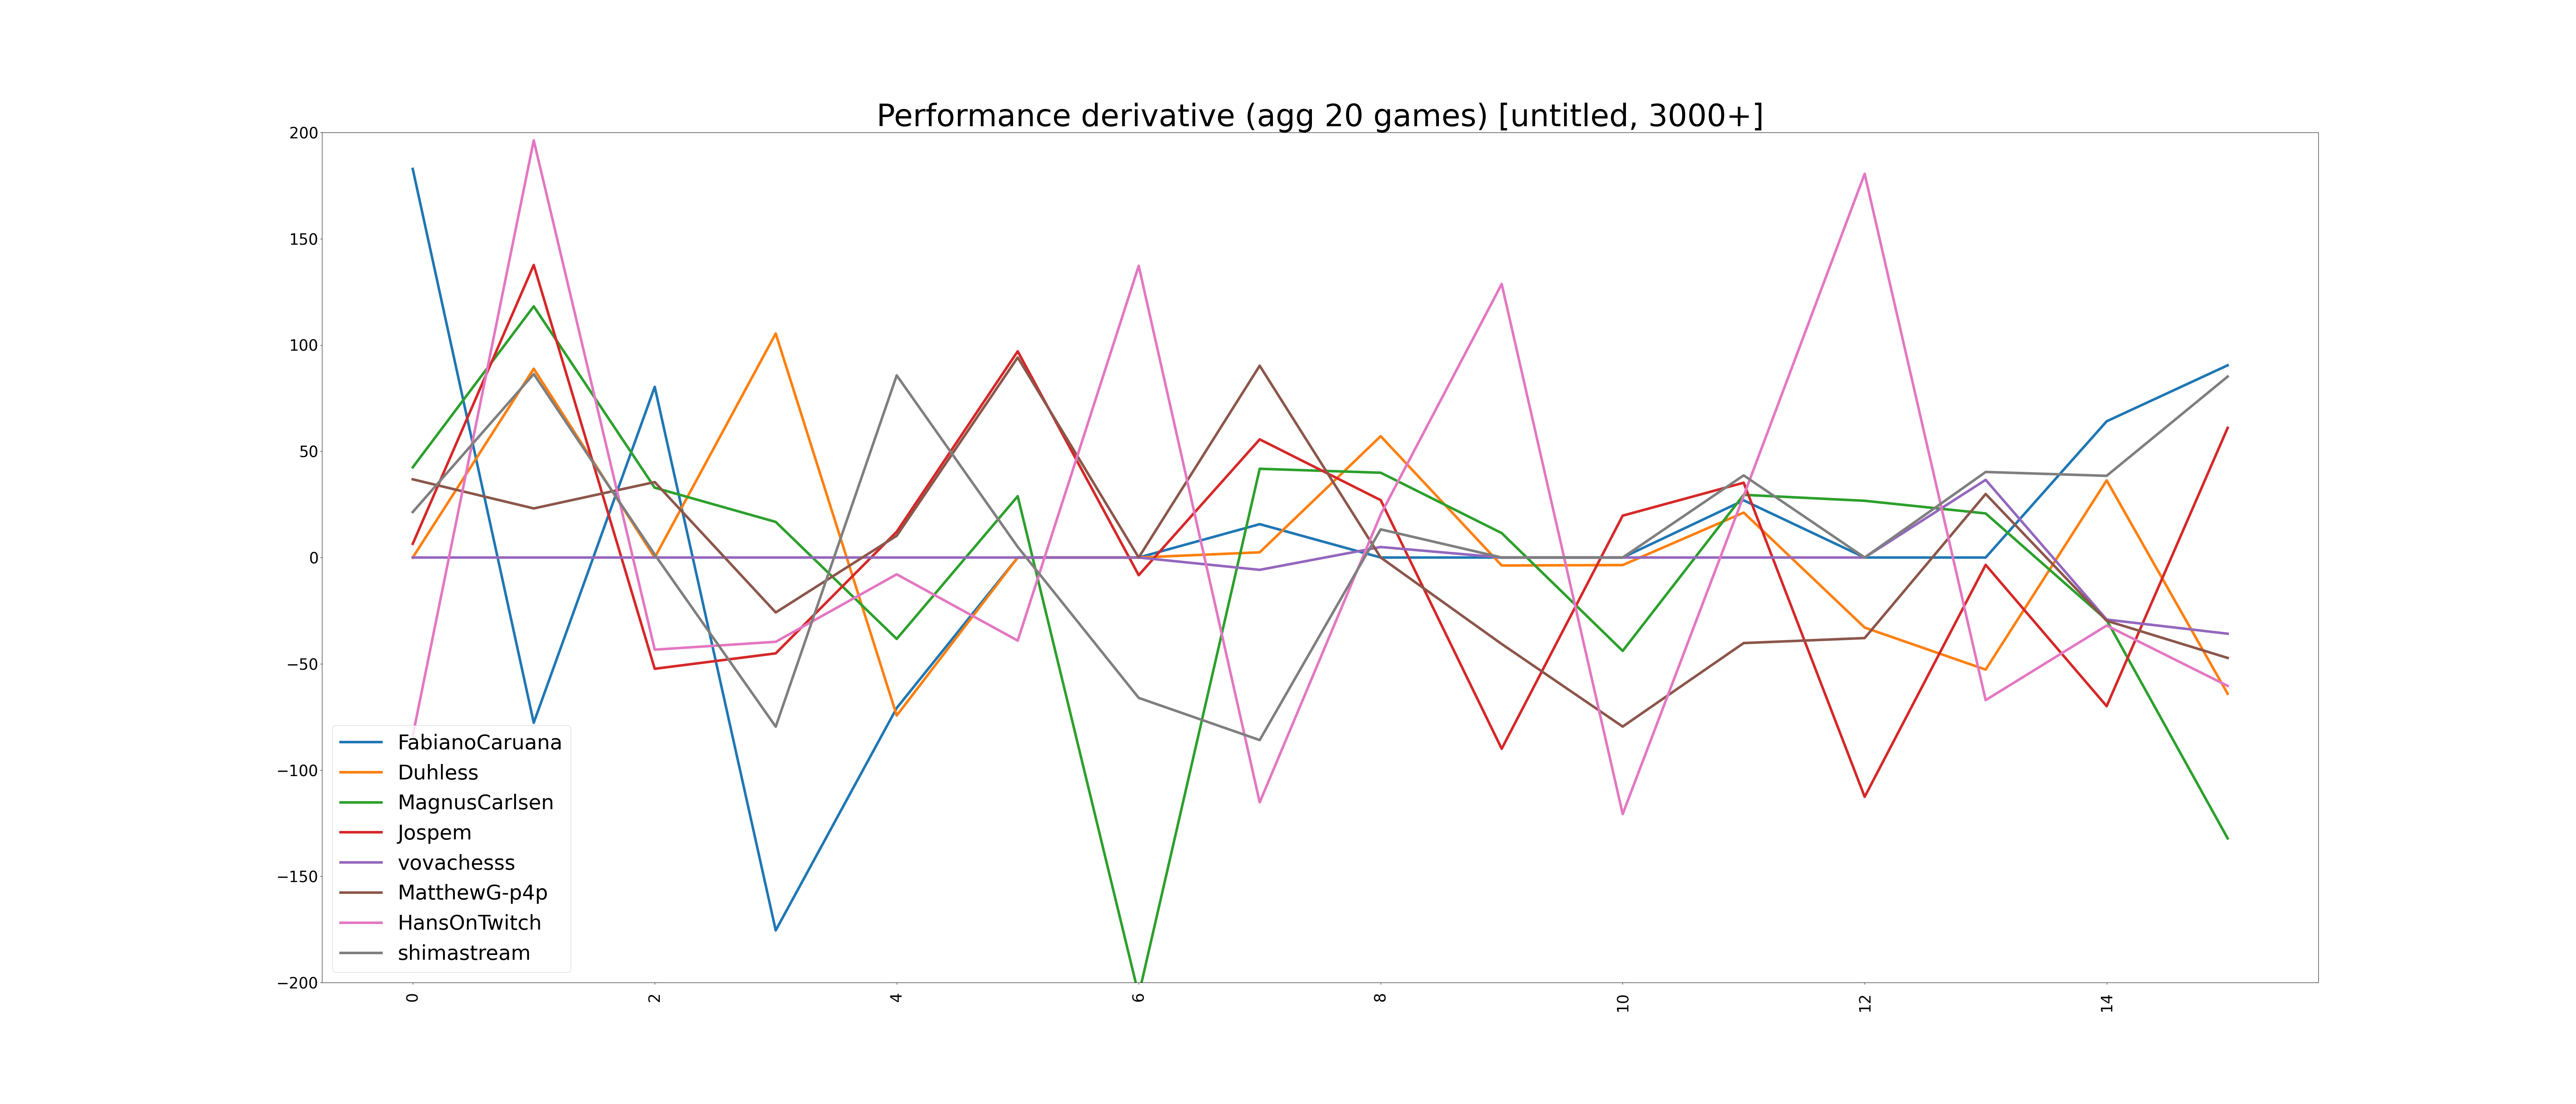 Performance derivative (agg 20 games) [untitled, 3000+]
200
150
100
50
0
−50
−100
−150
−200
FabianoCaruana
Duhless
MagnusCarlsen
Jospem
vovachesss
MatthewG-p4p
HansOnTwitch
shimastream
0
2
4
6
8
10
12
14